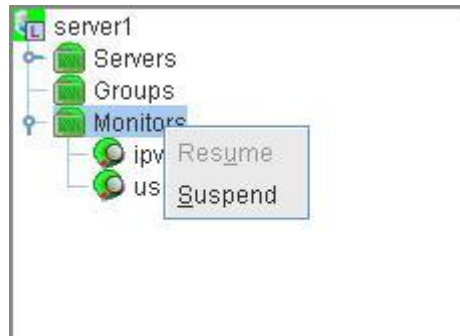 server1
Servers
Groups
Monitors
ipv
us
Resume
Suspend